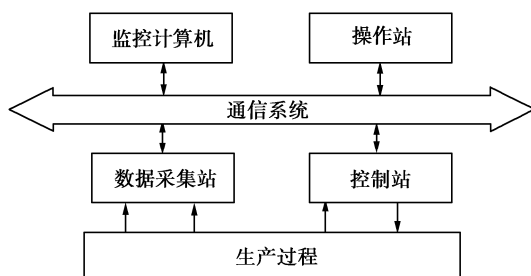 监控计算机
操作站
通信系统
数据采集站
控制站
生产过程